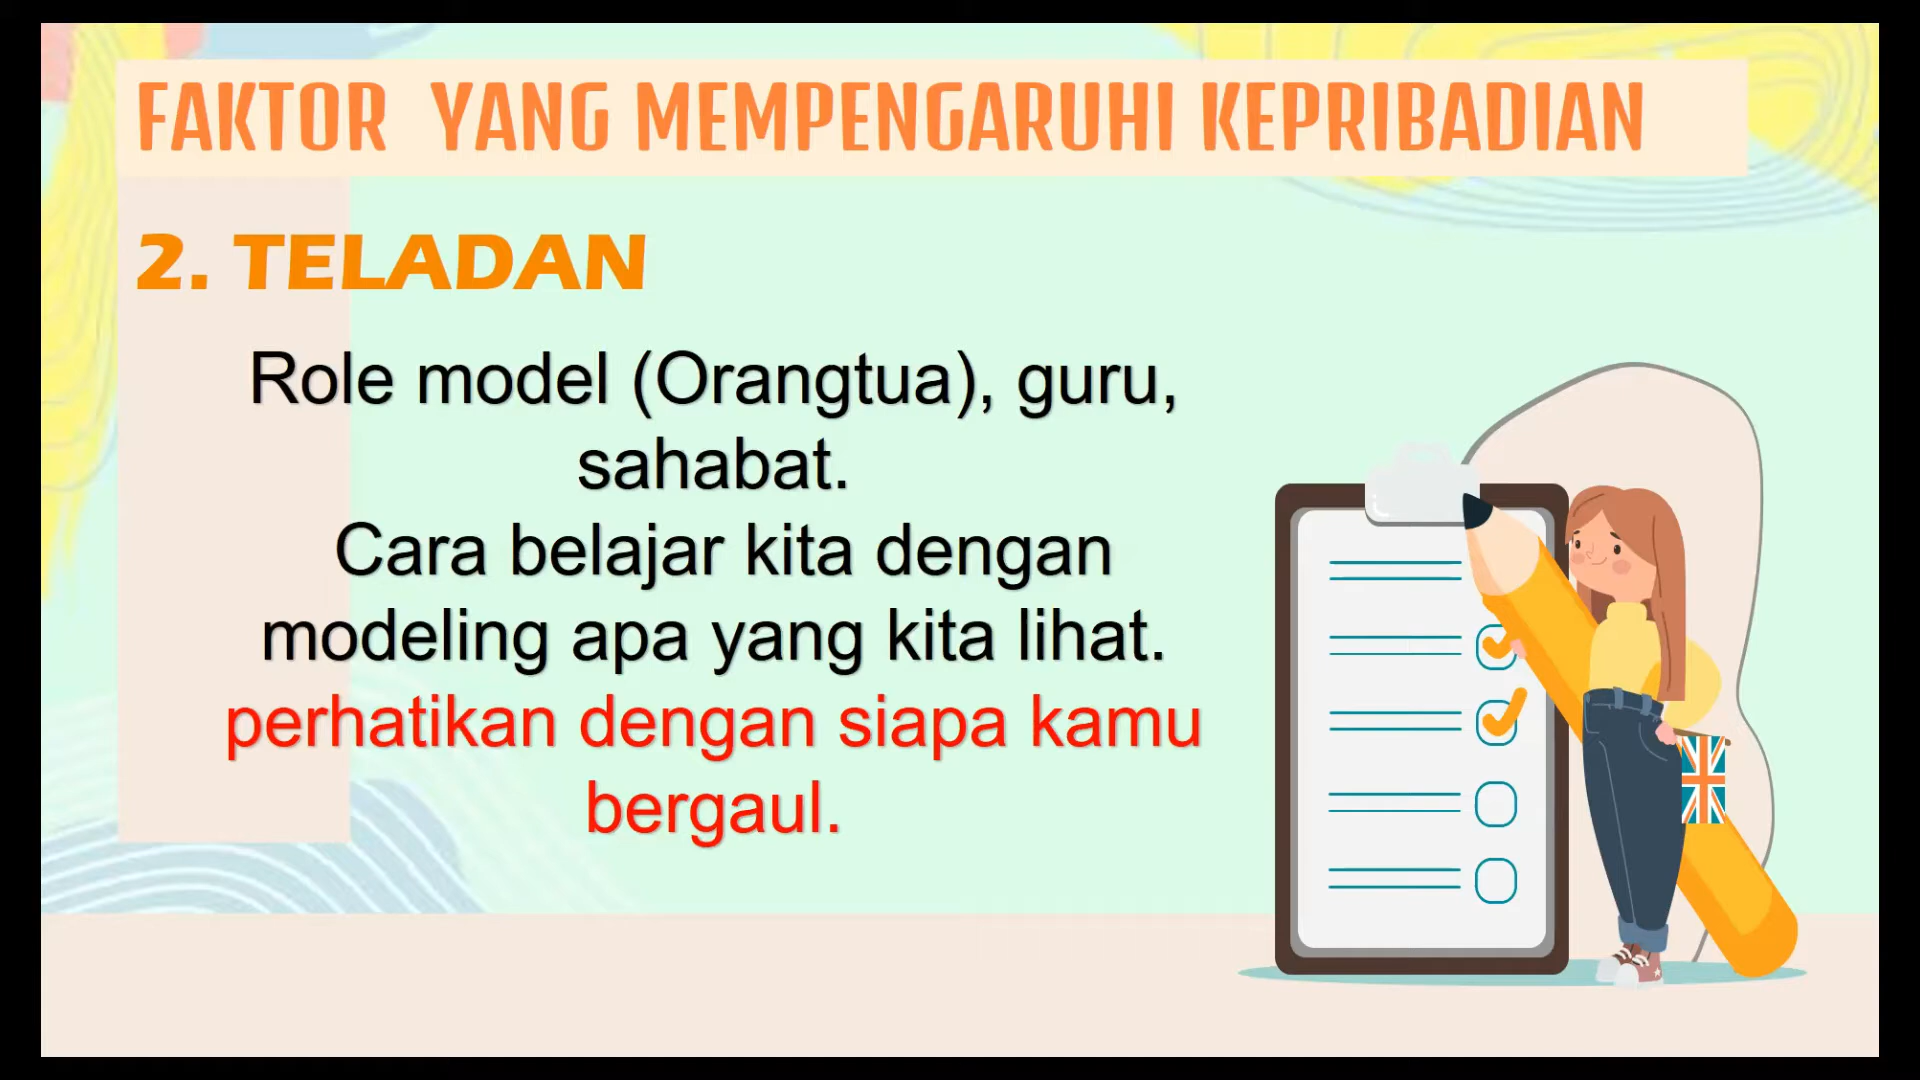 FAKTOR YANG MEMPENGARUHI KEPRIBADIAN
2. TELADAN
Role model (Orangtua), guru,
sahabat.
Cara belajar kita dengan
modeling apa yang kita lihat.
perhatikan dengan siapa kamu
bergaul.